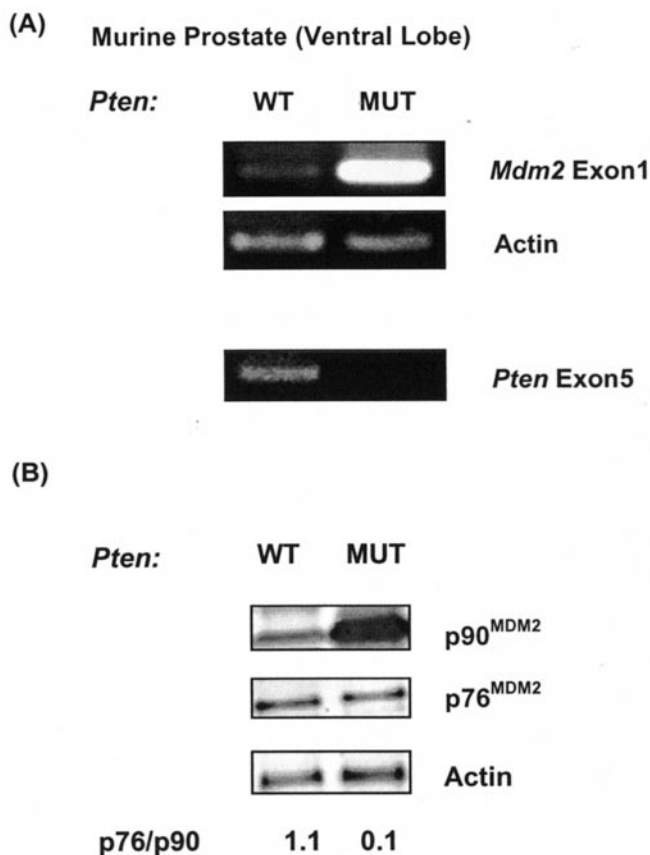 (A)
Murine Prostate (Ventral Lobe)
Pten: WT MUT
Mdm2 Exon1
Actin
Pten Exon5
(B)
Pten: WT MUT
p90MDM2
p76MDM2
Actin
p76/p90 1.1 0.1